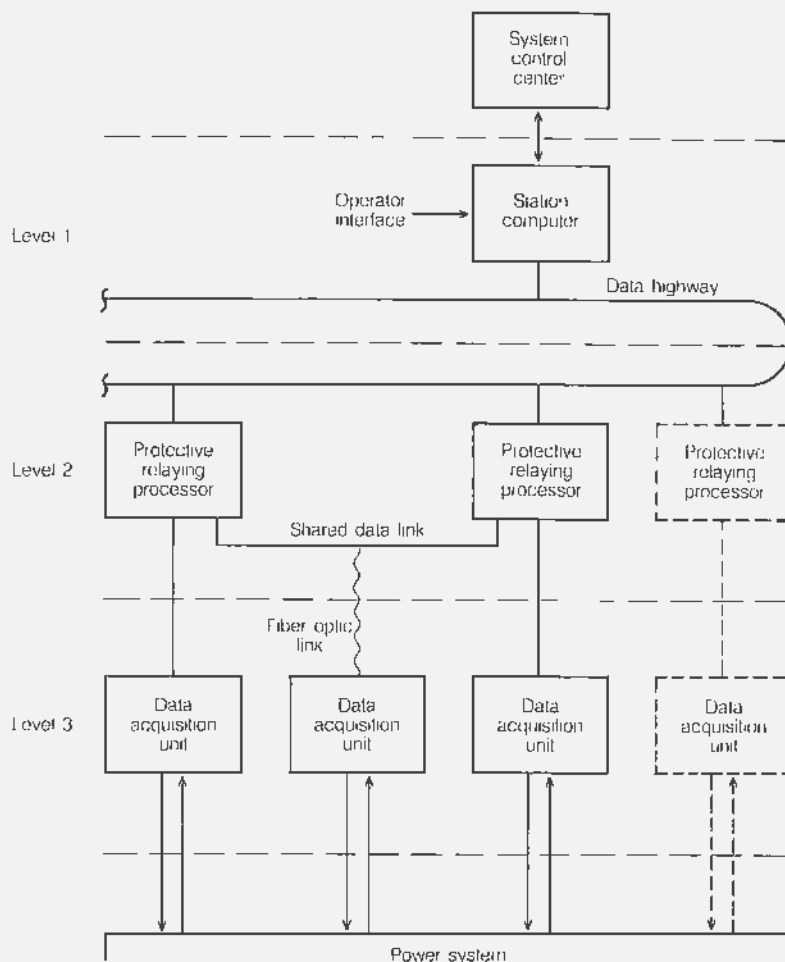 System
control
center
Operator
interface
Station
computer
Level 1
Data highway
Level 2
Protective
relaying
processor
Protective
relaying
processor
Protective
relaying
processor
Shared data link
Fiber optic
link
Level 3
Data
acquisition
unit
Data
acquisition
unit
Data
acquisition
unit
Data
acquisition
unit
Power system